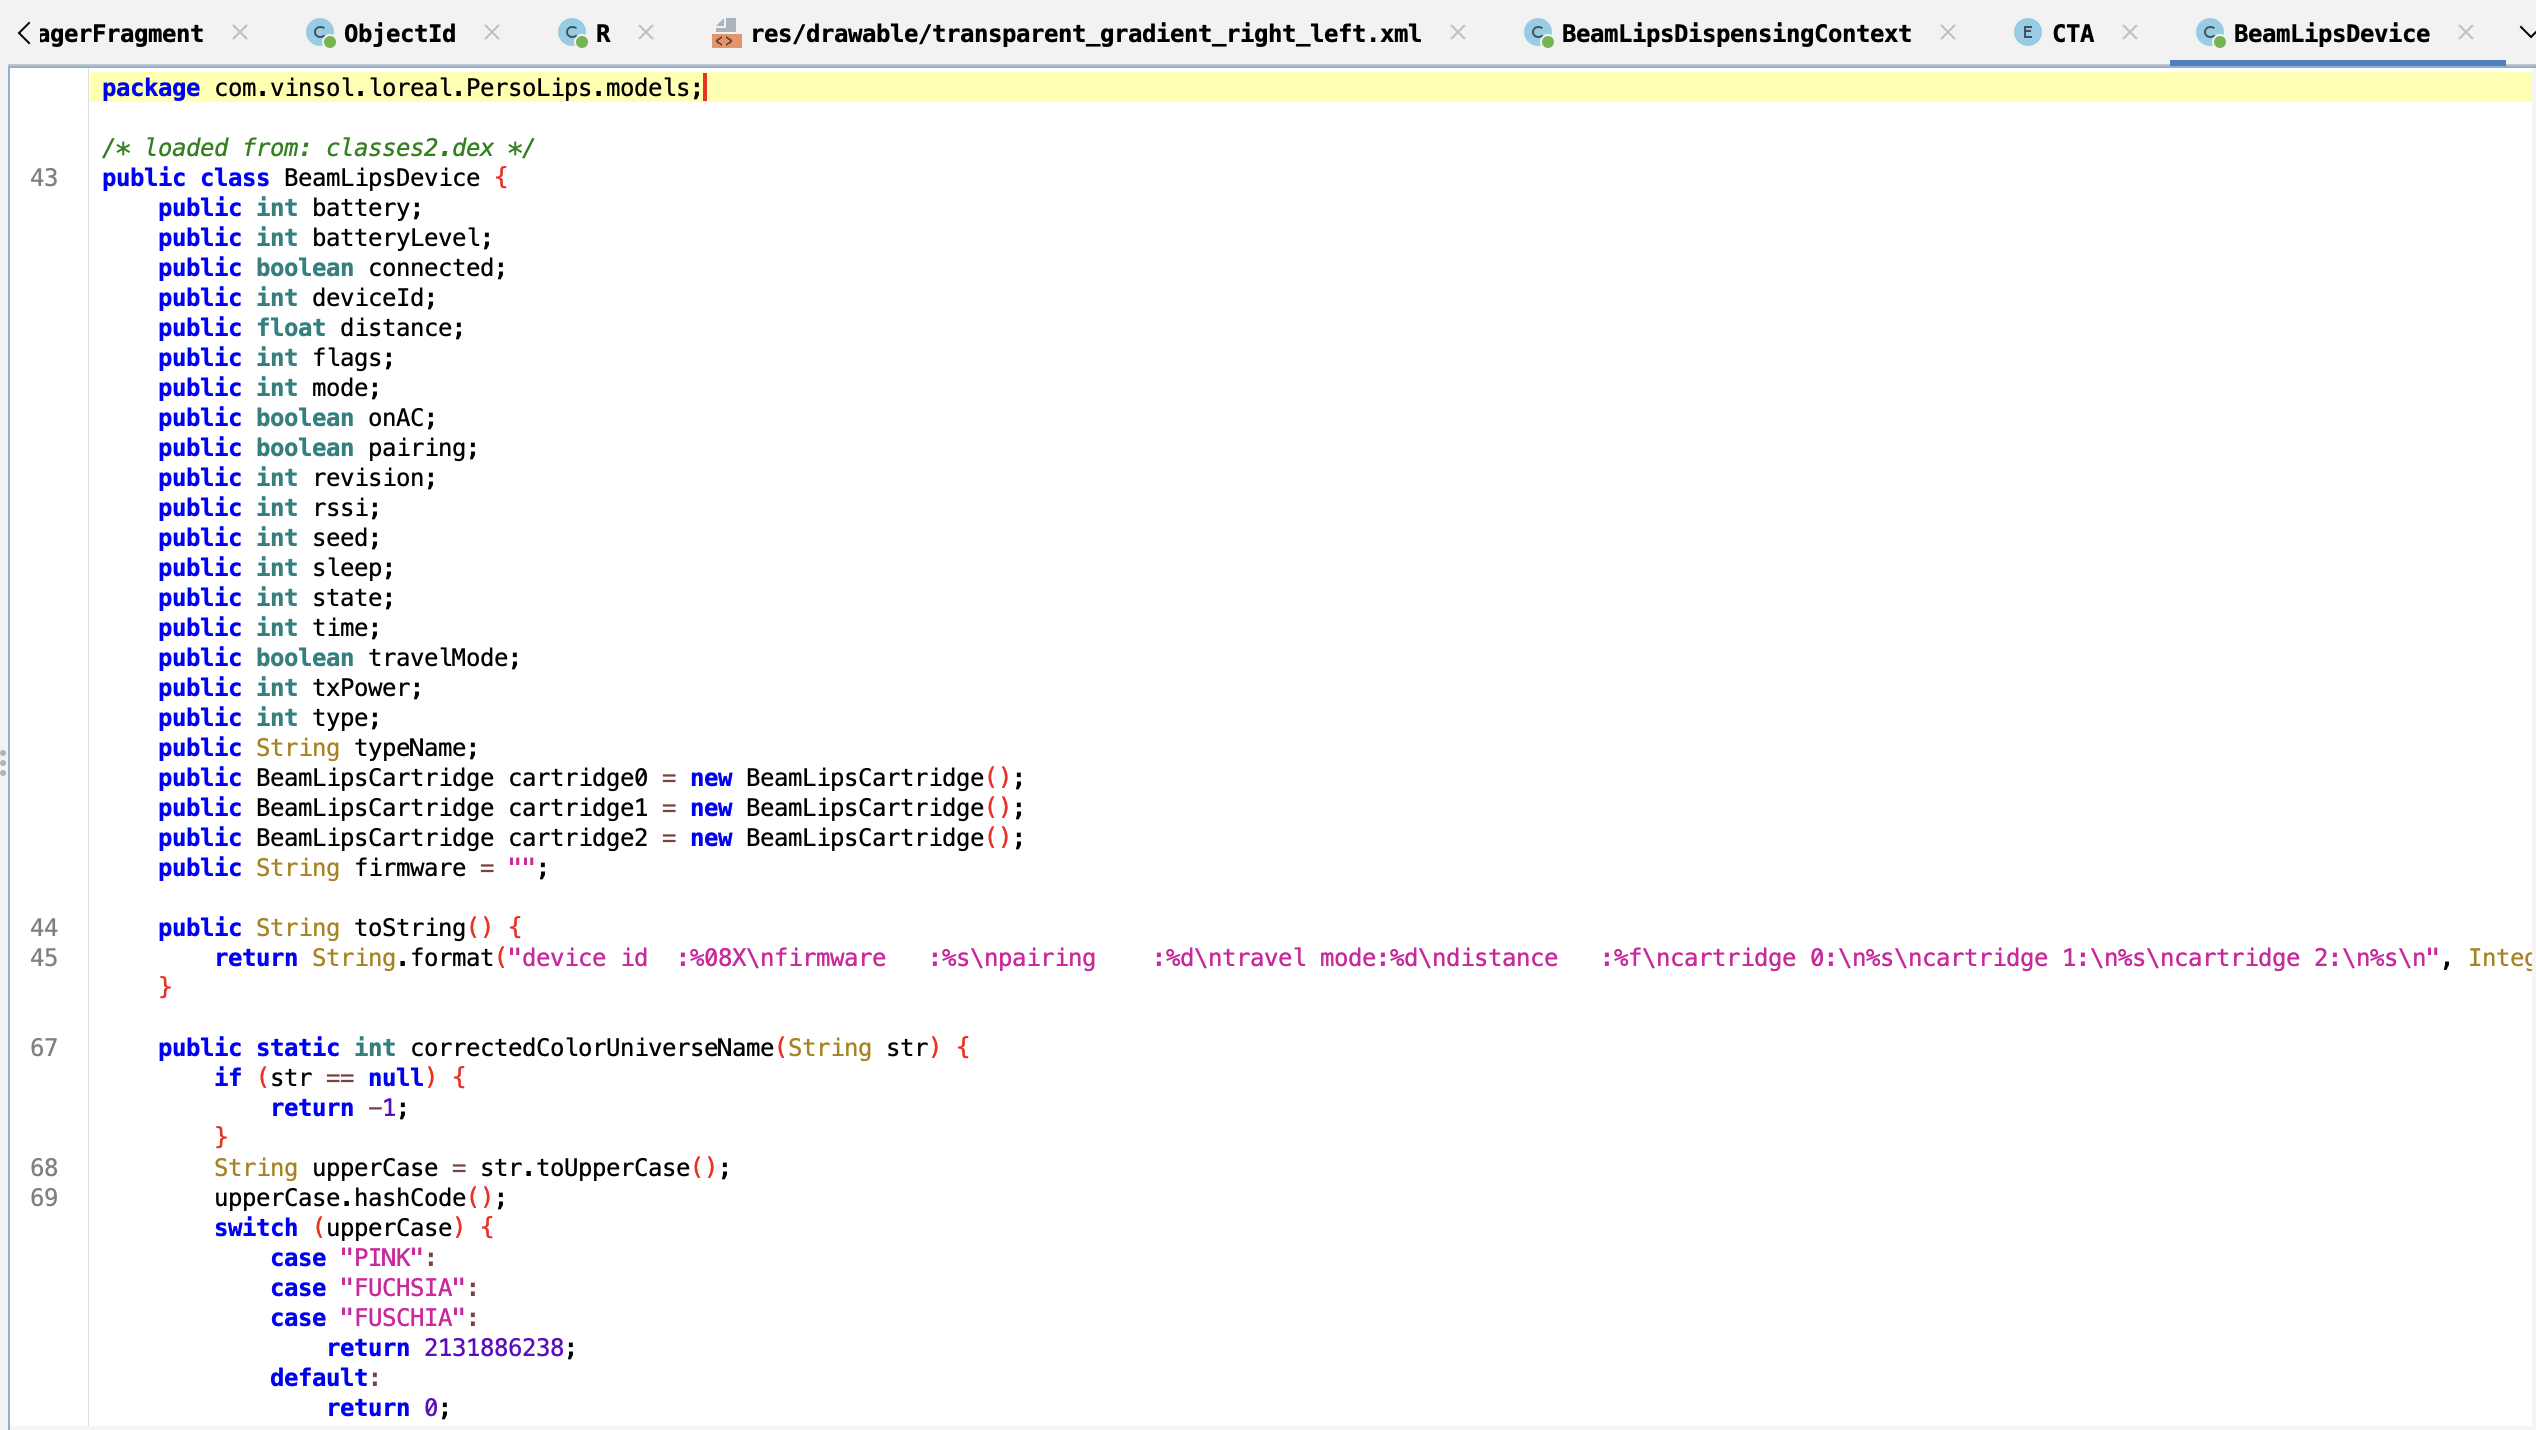 agerFragment ObjectId R res/drawable/transparent_gradient_right_left.xml BeamLipsDispensingContext CTA BeamLipsDevice
package com.vinsol.loreal.PersoLips.models;
/* loaded from: classes2.dex */
43 public class BeamLipsDevice {
public int battery;
public int batteryLevel;
public boolean connected;
public int deviceId;
public float distance;
public int flags;
public int mode;
public boolean onAC;
public boolean pairing;
public int revision;
public int rssi;
public int seed;
public int sleep;
public int state;
public int time;
public boolean travelMode;
public int txPower;
public int type;
public String typeName;
public BeamLipsCartridge cartridge0 = new BeamLipsCartridge();
public BeamLipsCartridge cartridge1 = new BeamLipsCartridge();
public BeamLipsCartridge cartridge2 = new BeamLipsCartridge();
public String firmware = "";
44 public String toString() {
45 return String.format("device id  :%08X\nfirmware   :%s\npairing    :%d\ntravel mode:%d\ndistance   :%f\ncartridge 0:\n%s\ncartridge 1:\n%s\ncartridge 2:\n%s\n", Integ
}
67 public static int correctedColorUniverseName(String str) {
if (str == null) {
return -1;
}
68 String upperCase = str.toUpperCase();
69 upperCase.hashCode();
switch (upperCase) {
case "PINK":
case "FUCHSIA":
case "FUSCHIA":
return 2131886238;
default:
return 0;